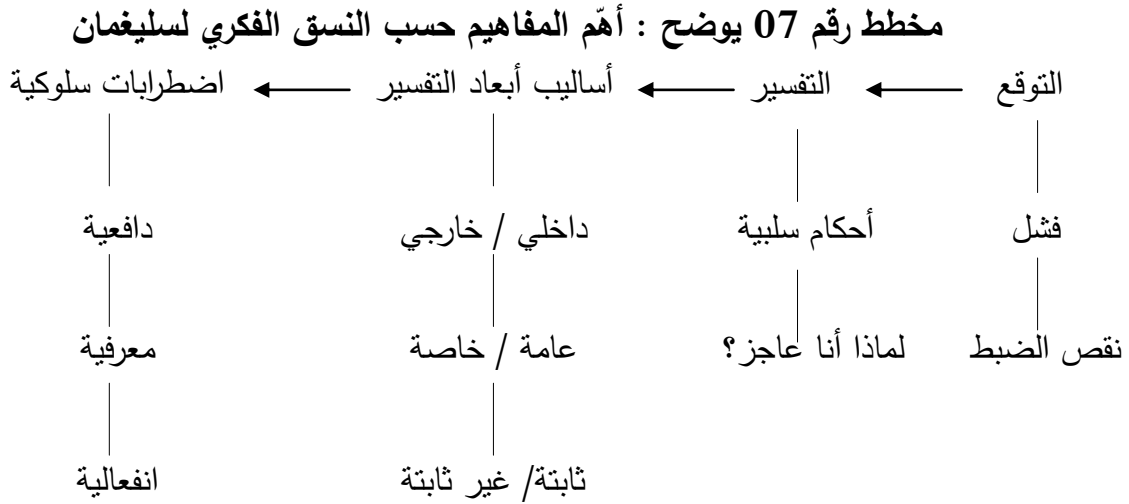 مخطط رقم 07 يوضح : أهّم المفاهيم حسب النسق الفكري لسليغمان
التوقع التفسير أساليب أبعاد التفسير اضطرابات سلوكية
فشل أحكام سلبية داخلي / خارجي دافعية
نقص الضبط لماذا أنا عاجز؟ عامة / خاصة معرفية
ثابتة/ غير ثابتة انفعالية